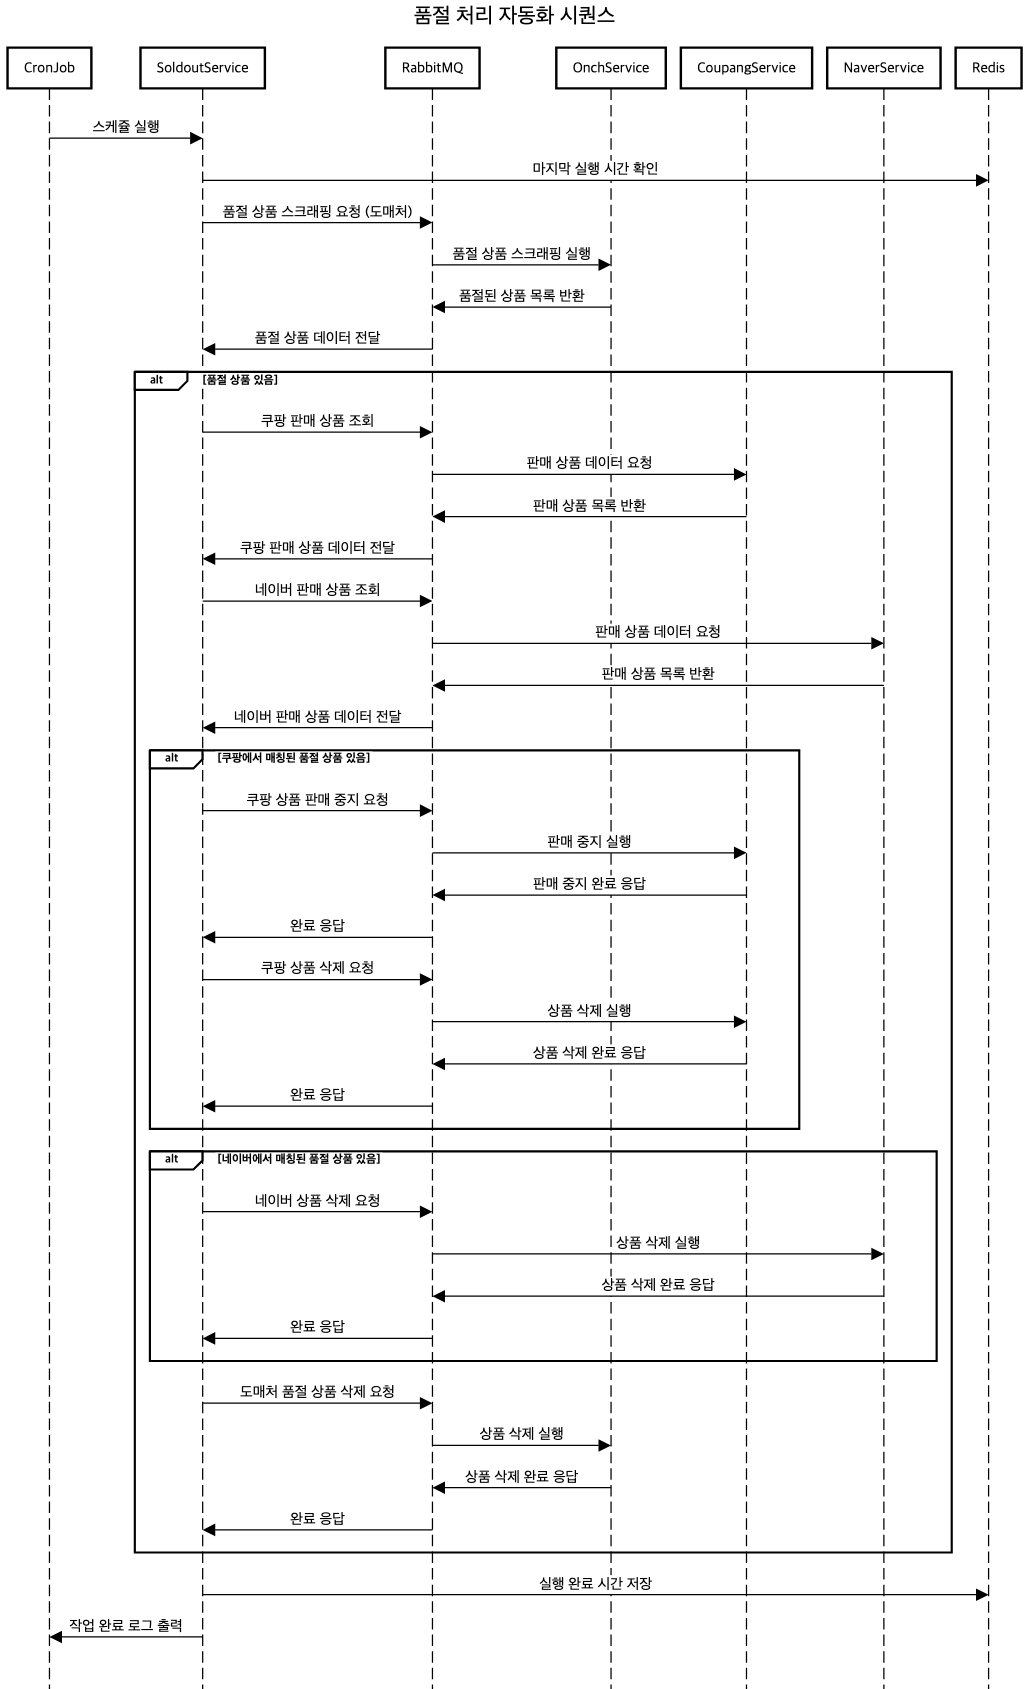 품절 처리 자동화 시퀀스
CronJob
SoldoutService
RabbitMQ
OnchService
CoupangService
NaverService
Redis
스케쥴 실행
마지막 실행 시간 확인
품절 상품 스크래핑 요청 (도매처)
품절 상품 스크래핑 실행
품절된 상품 목록 반환
품절 상품 데이터 전달
alt
[품절 상품 있음]
쿠팡 판매 상품 조회
판매 상품 데이터 요청
판매 상품 목록 반환
쿠팡 판매 상품 데이터 전달
네이버 판매 상품 조회
판매 상품 데이터 요청
판매 상품 목록 반환
네이버 판매 상품 데이터 전달
alt
[쿠팡에서 매칭된 품절 상품 있음]
쿠팡 상품 판매 중지 요청
판매 중지 실행
판매 중지 완료 응답
완료 응답
쿠팡 상품 삭제 요청
상품 삭제 실행
상품 삭제 완료 응답
완료 응답
alt
[네이버에서 매칭된 품절 상품 있음]
네이버 상품 삭제 요청
상품 삭제 실행
상품 삭제 완료 응답
완료 응답
도매처 품절 상품 삭제 요청
상품 삭제 실행
상품 삭제 완료 응답
완료 응답
실행 완료 시간 저장
작업 완료 로그 출력